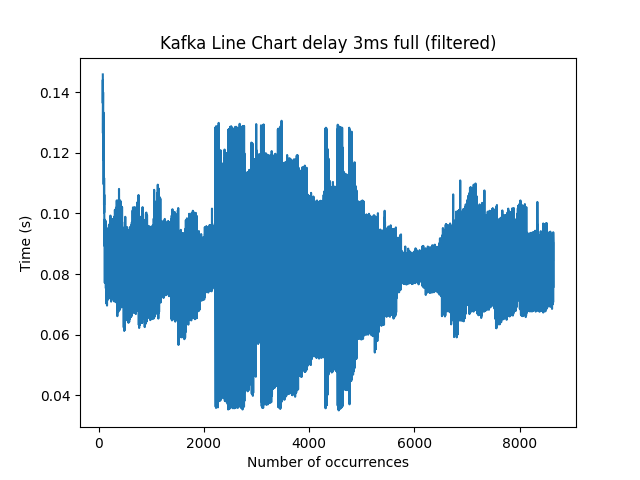 Kafka Line Chart delay 3ms full (filtered)
0.14
0.12
0.10
0.08
0.06
0.04
Time (s)
0 2000 4000 6000 8000
Number of occurrences